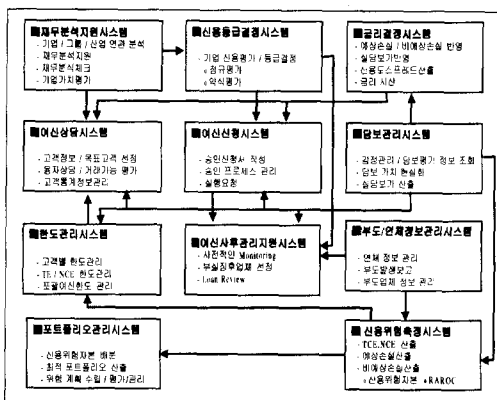 ■재무분석지원시스템
- 기업 / 그룹 / 산업 연관 분석
- 재무분석지원
- 재무분석체크
- 기업가치평가
■신용등급결정시스템
- 기업 신용평가 / 등급결정
o 정규평가
o 약식평가
■금리결정시스템
- 예상손실 / 비예상손실 반영
- 실담보가반영
- 신용도스프레드산출
- 금리 시산
■여신상담시스템
- 고객정보 / 목표고객 선정
- 융자상담 / 거래가능 평가
- 고객통계정보관리
■여신신청시스템
- 승인신청서 작성
- 승인 프로세스 관리
- 실행요청
■담보관리시스템
- 감정관리 / 담보평가 정보 조회
- 담보 가치 현실화
- 실담보가 산출
■한도관리시스템
- 고객별 한도관리
- TE / NCE 한도관리
- 포괄여신한도 관리
■여신사후관리지원시스템
- 사전적인 Monitoring
- 부실징후업체 선정
- Loan Review
■부도/연체정보관리시스템
- 연체 정보 관리
- 부도발생보고
- 부도업체 정보 관리
■포트폴리오관리시스템
- 신용위험자본 배분
- 최적 포트폴리오 산출
- 위험 계획 수립 / 평가/관리
■신용위험측정시스템
- TCE,NCE 산출
- 예상손실산출
- 비예상손실산출
o 신용위험자본 o RAROC